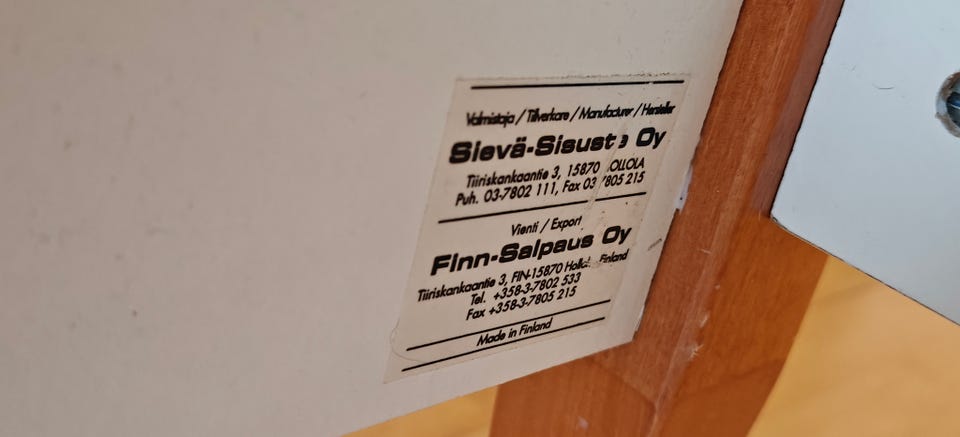 Valmistaja / Tillverkare / Manufacturer / Hersteller
Sievä-Sisuste Oy
Tiiriskankaantie 3, 15870 HOLLOLA
Puh. 03-7802 111, Fax 03-7805 215
Vienti / Export
Finn-Salpaus Oy
Tiiriskankaantie 3, FIN-15870 Hollola, Finland
Tel. +358-3-7802 533
Fax +358-3-7805 215
Made in Finland